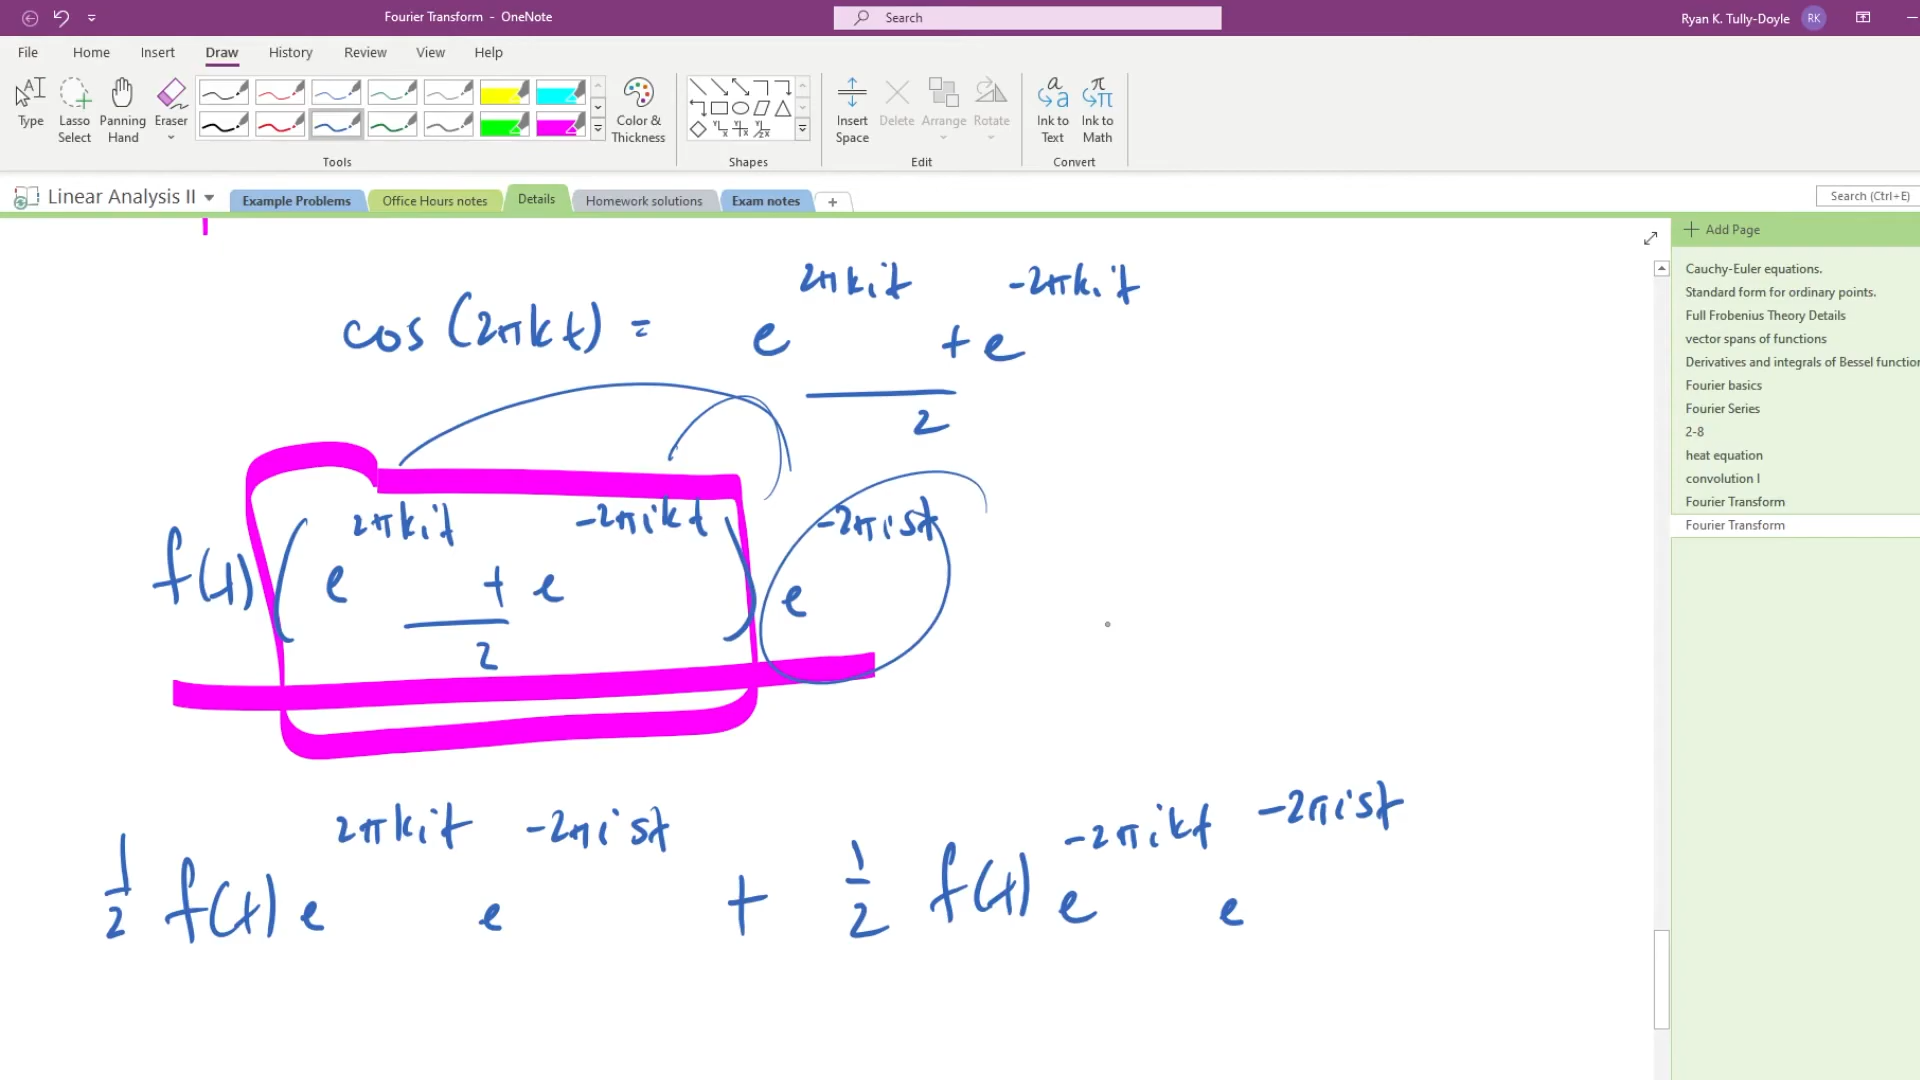 Fourier Transform - OneNote
Search
Ryan K. Tully-Doyle RK
File Home Insert Draw History Review View Help
Type
Lasso Select
Panning Hand
Eraser
Color & Thickness
Insert Space
Delete
Arrange
Rotate
Ink to Text
Ink to Math
Tools
Shapes
Edit
Convert
Linear Analysis II
Example Problems Office Hours notes Details Homework solutions Exam notes +
Search (Ctrl+E)
+ Add Page
Cauchy-Euler equations.
Standard form for ordinary points.
Full Frobenius Theory Details
vector spans of functions
Derivatives and integrals of Bessel function
Fourier basics
Fourier Series
2-8
heat equation
convolution I
Fourier Transform
Fourier Transform
cos(2πkt) = e^{2πkit} + e^{-2πkit}
2
f(t) ( e^{2πkit} + e^{-2πikt} ) e^{-2πist}
2
1/2 f(t) e^{2πkit} e^{-2πist} + 1/2 f(t) e^{-2πikt} e^{-2πist}